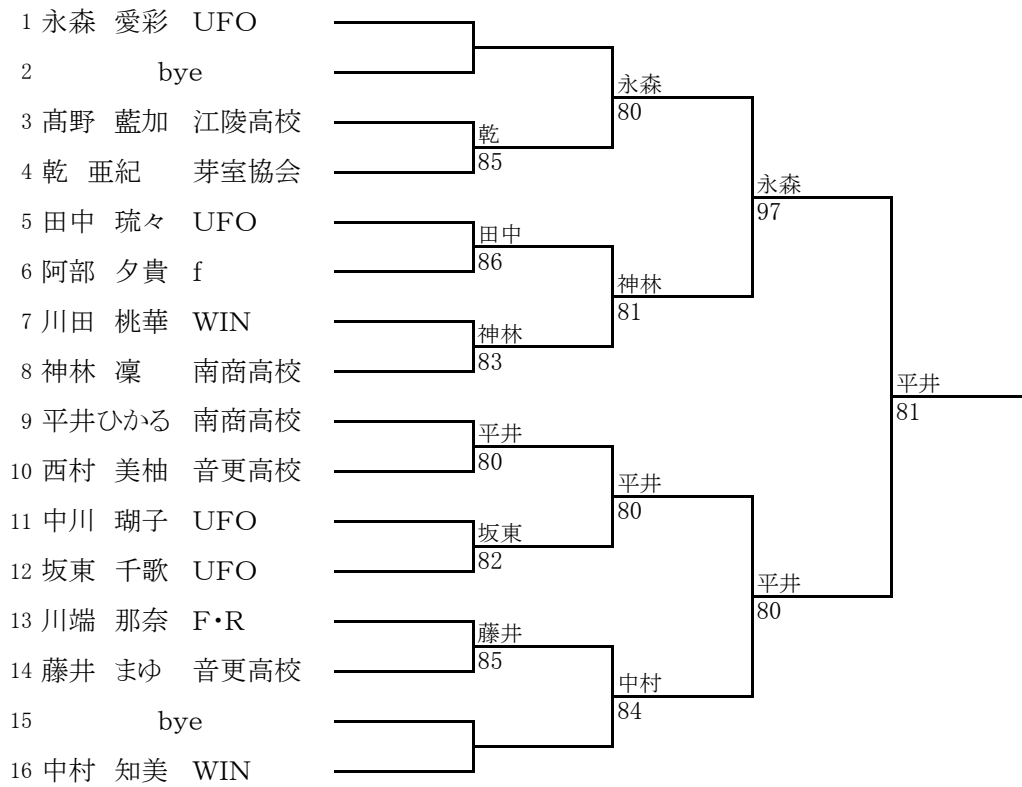 1 永森 愛彩 UFO
2 bye
3 髙野 藍加 江陵高校
4 乾 亜紀 芽室協会
5 田中 琉々 UFO
6 阿部 夕貴 f
7 川田 桃華 WIN
8 神林 凜 南商高校
9 平井ひかる 南商高校
10 西村 美柚 音更高校
11 中川 瑚子 UFO
12 坂東 千歌 UFO
13 川端 那奈 F・R
14 藤井 まゆ 音更高校
15 bye
16 中村 知美 WIN
乾
85
田中
86
神林
83
平井
80
坂東
82
藤井
85
永森
80
神林
81
平井
80
中村
84
永森
97
平井
80
平井
81